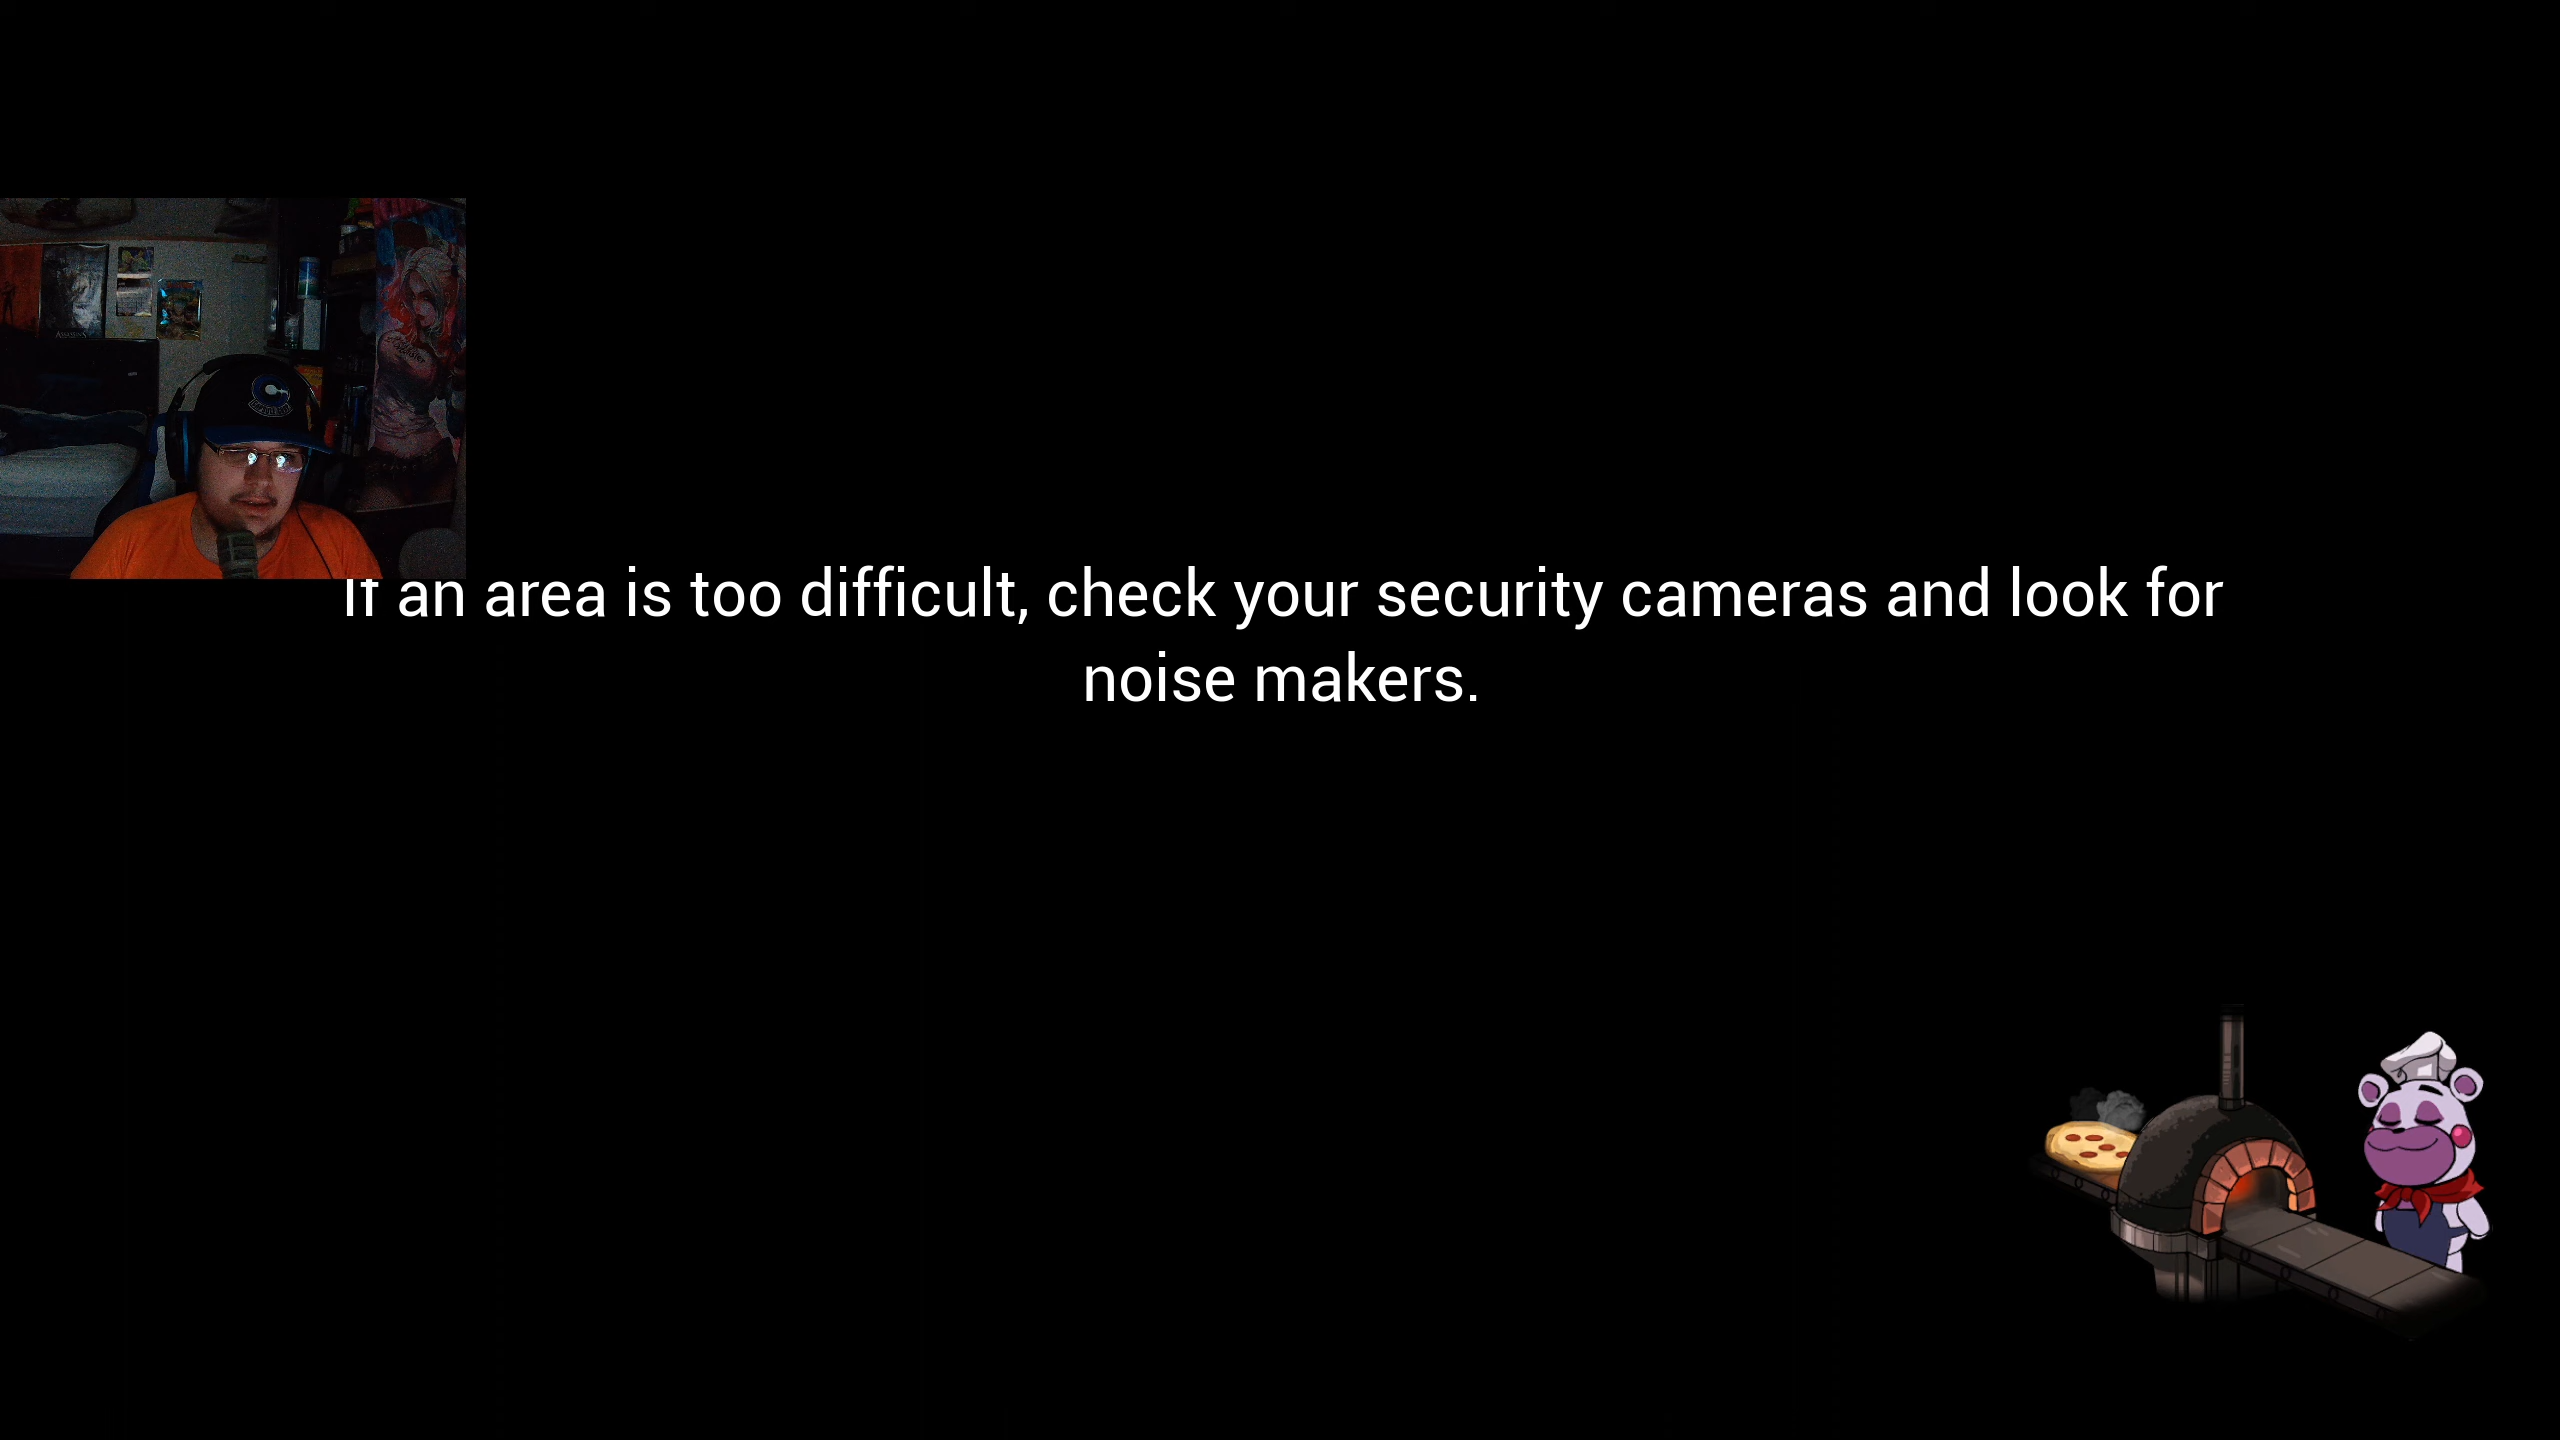 If an area is too difficult, check your security cameras and look for
noise makers.